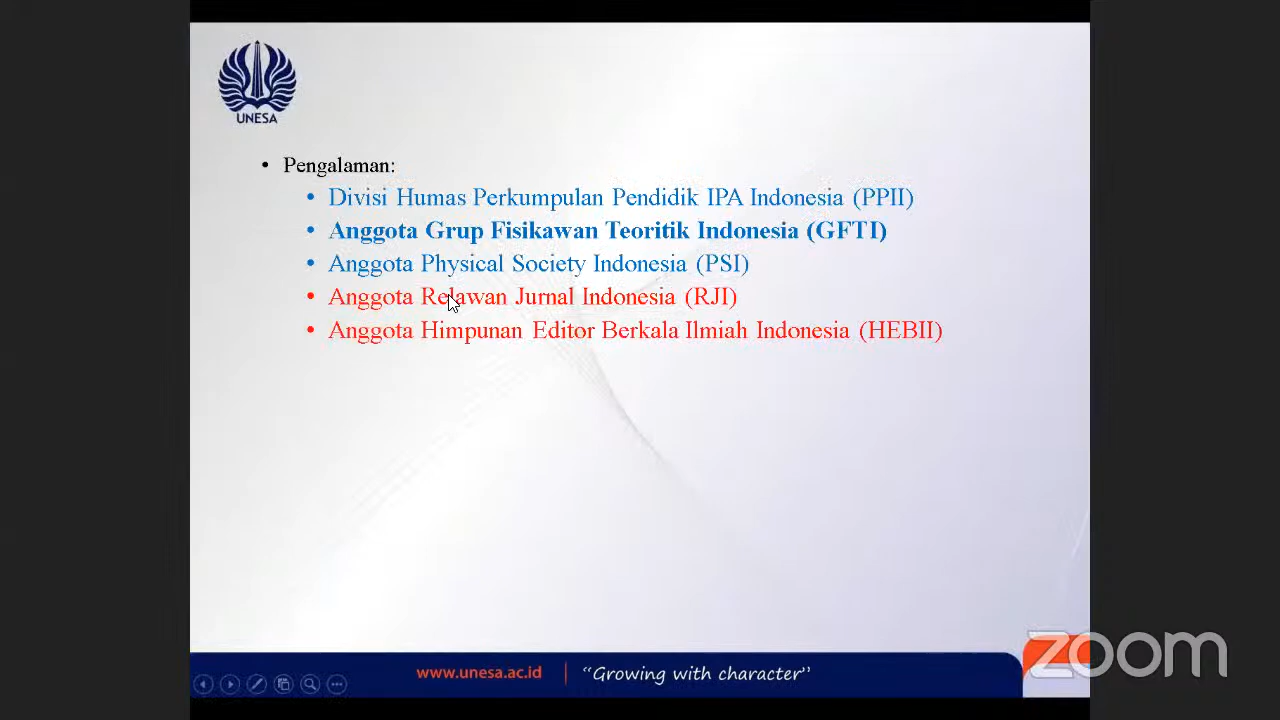 UNESA
• Pengalaman:
• Divisi Humas Perkumpulan Pendidik IPA Indonesia (PPII)
• Anggota Grup Fisikawan Teoritik Indonesia (GFTI)
• Anggota Physical Society Indonesia (PSI)
• Anggota Relawan Jurnal Indonesia (RJI)
• Anggota Himpunan Editor Berkala Ilmiah Indonesia (HEBII)
www.unesa.ac.id | “Growing with character”
zoom